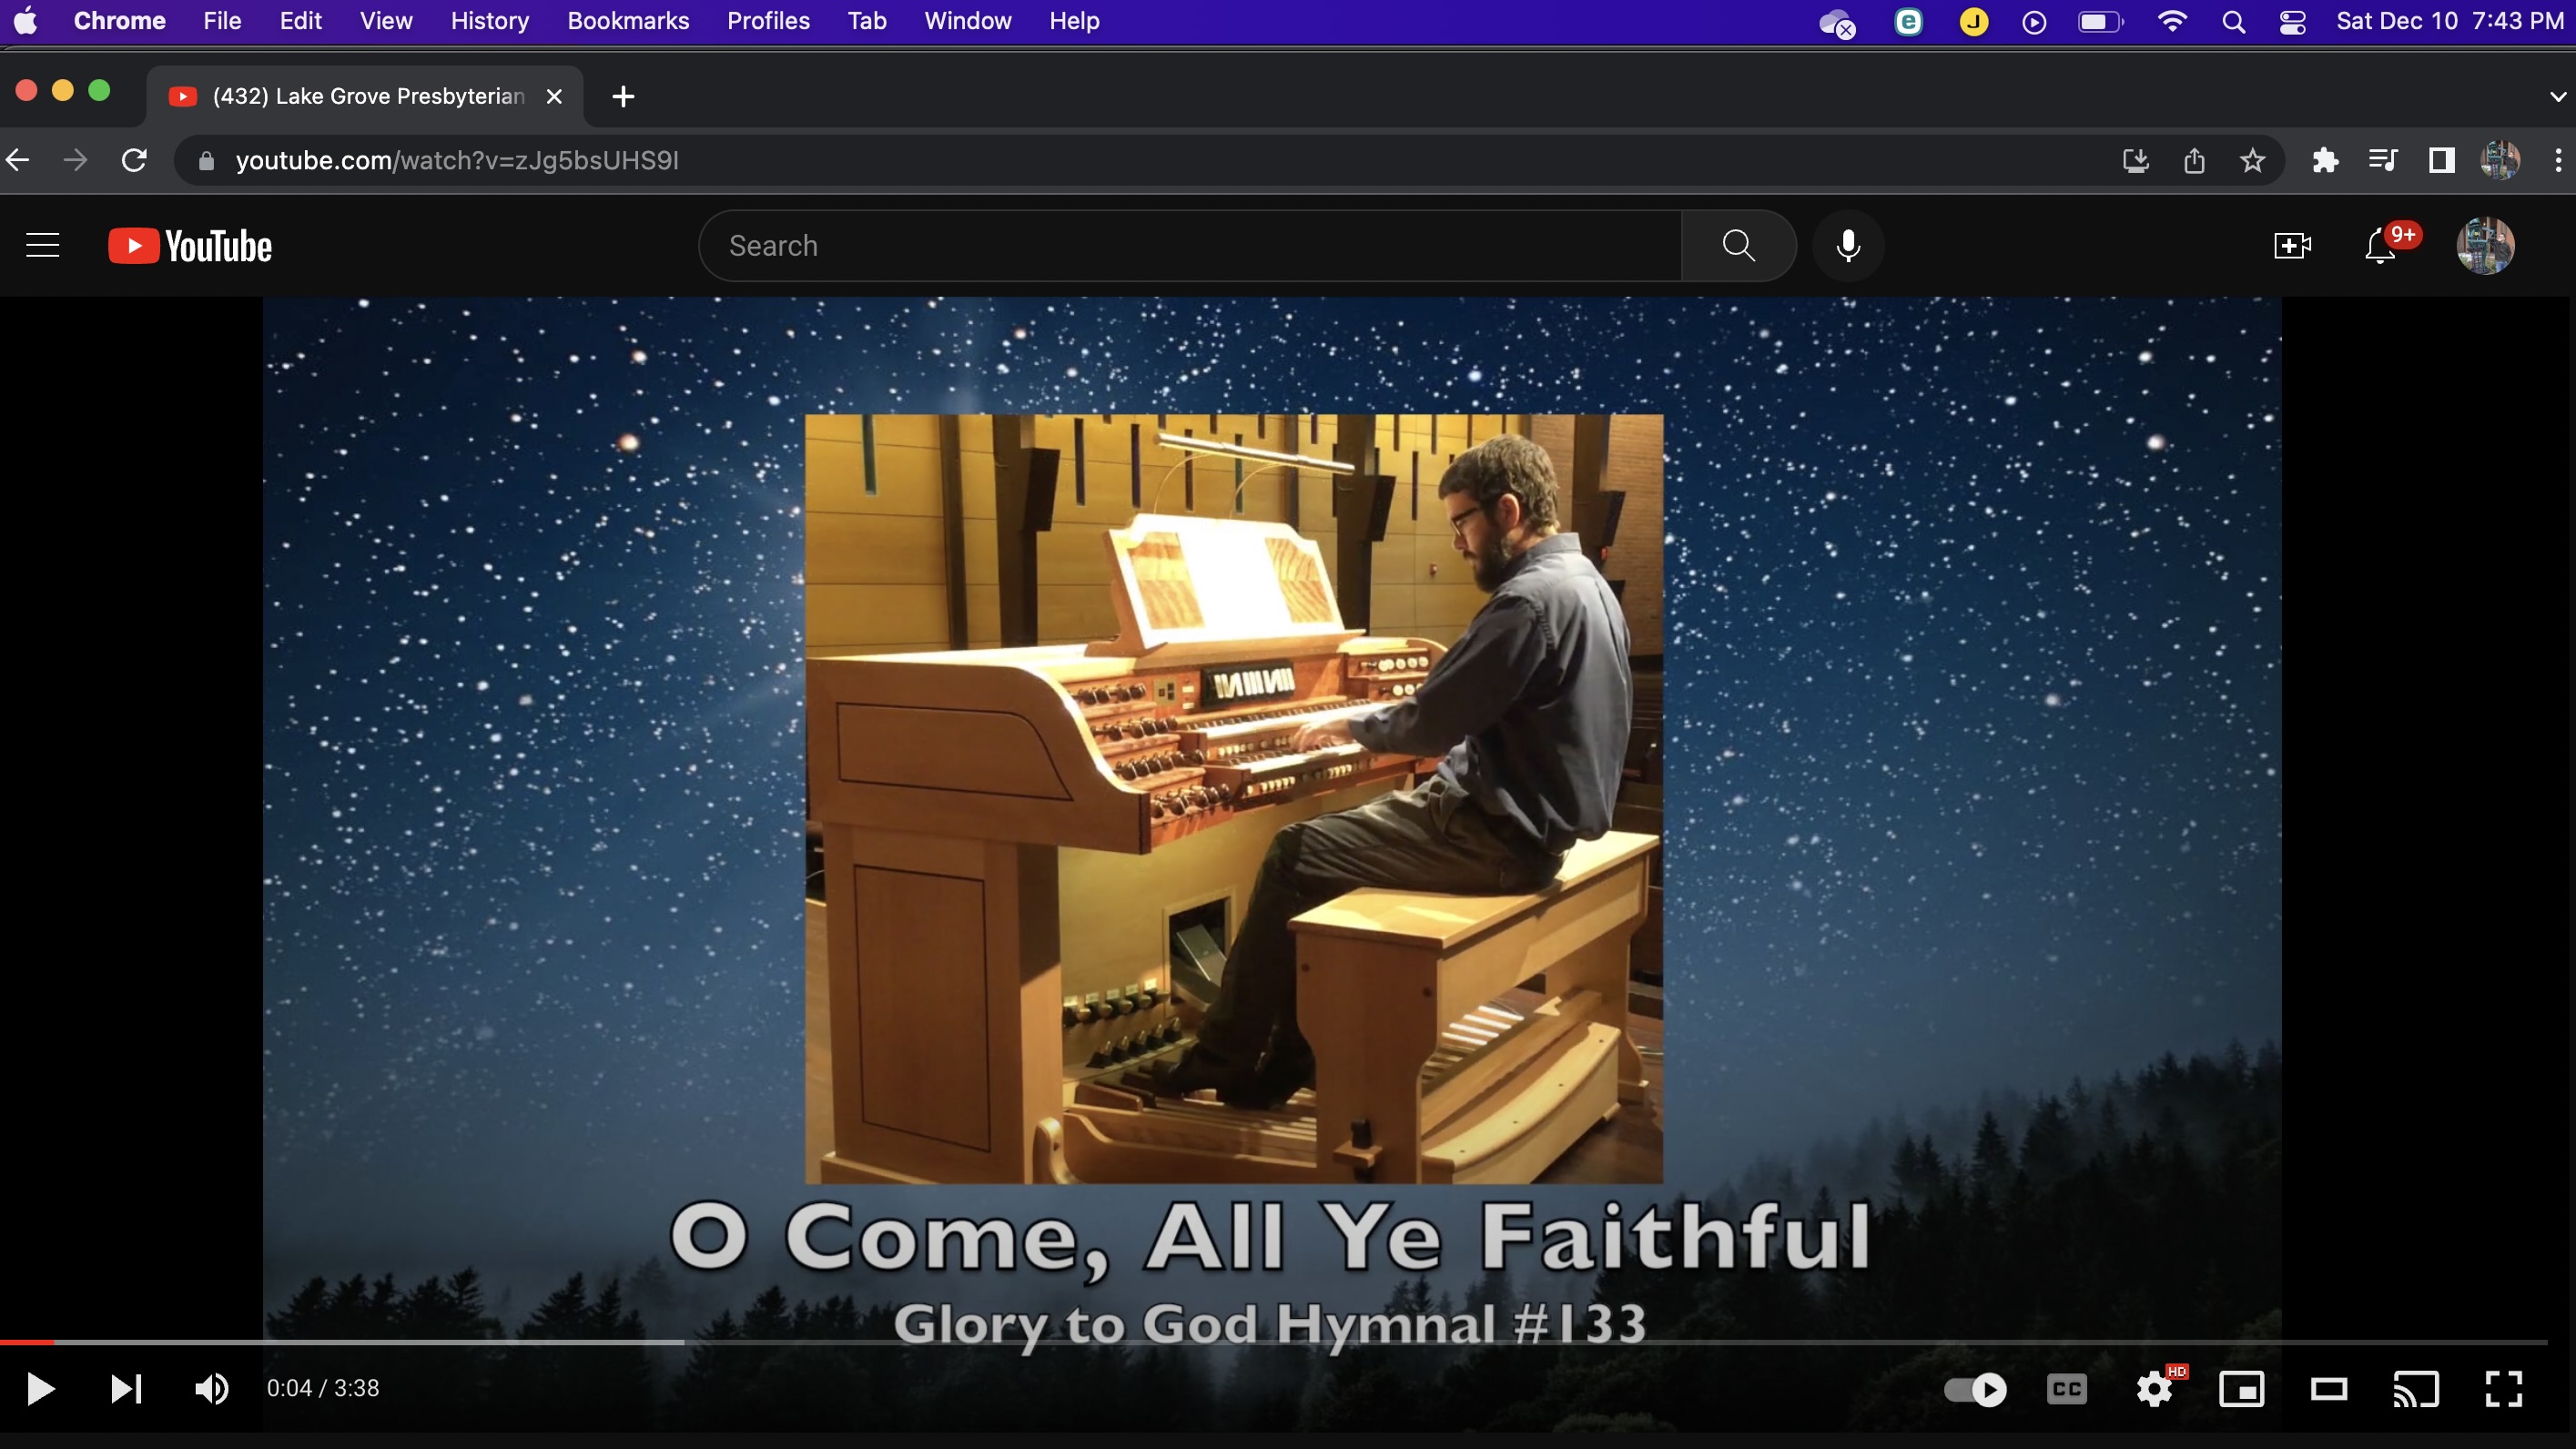 Chrome File Edit View History Bookmarks Profiles Tab Window Help Sat Dec 10 7:43 PM
(432) Lake Grove Presbyterian
youtube.com/watch?v=zJg5bsUHS9I
YouTube
Search
9+
O Come, All Ye Faithful
Glory to God Hymnal #133
0:04 / 3:38
CC
HD